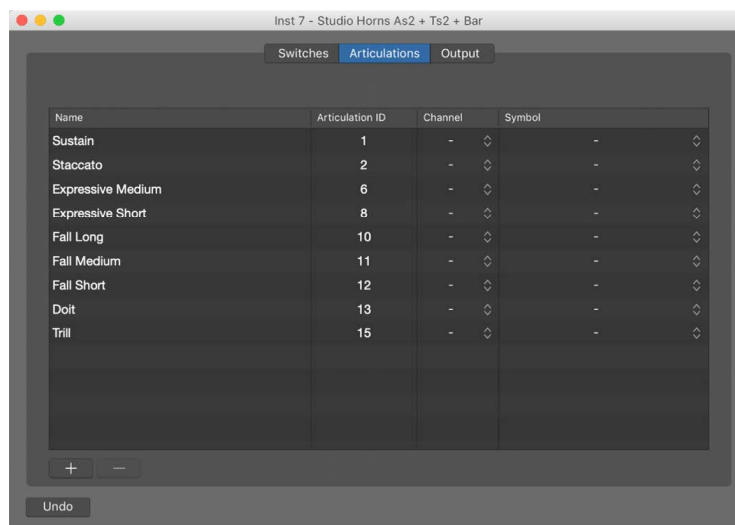 Inst 7 - Studio Horns As2 + Ts2 + Bar
Switches Articulations Output
Name Articulation ID Channel Symbol
Sustain 1 - -
Staccato 2 - -
Expressive Medium 6 - -
Expressive Short 8 - -
Fall Long 10 - -
Fall Medium 11 - -
Fall Short 12 - -
Doit 13 - -
Trill 15 - -
+ -
Undo